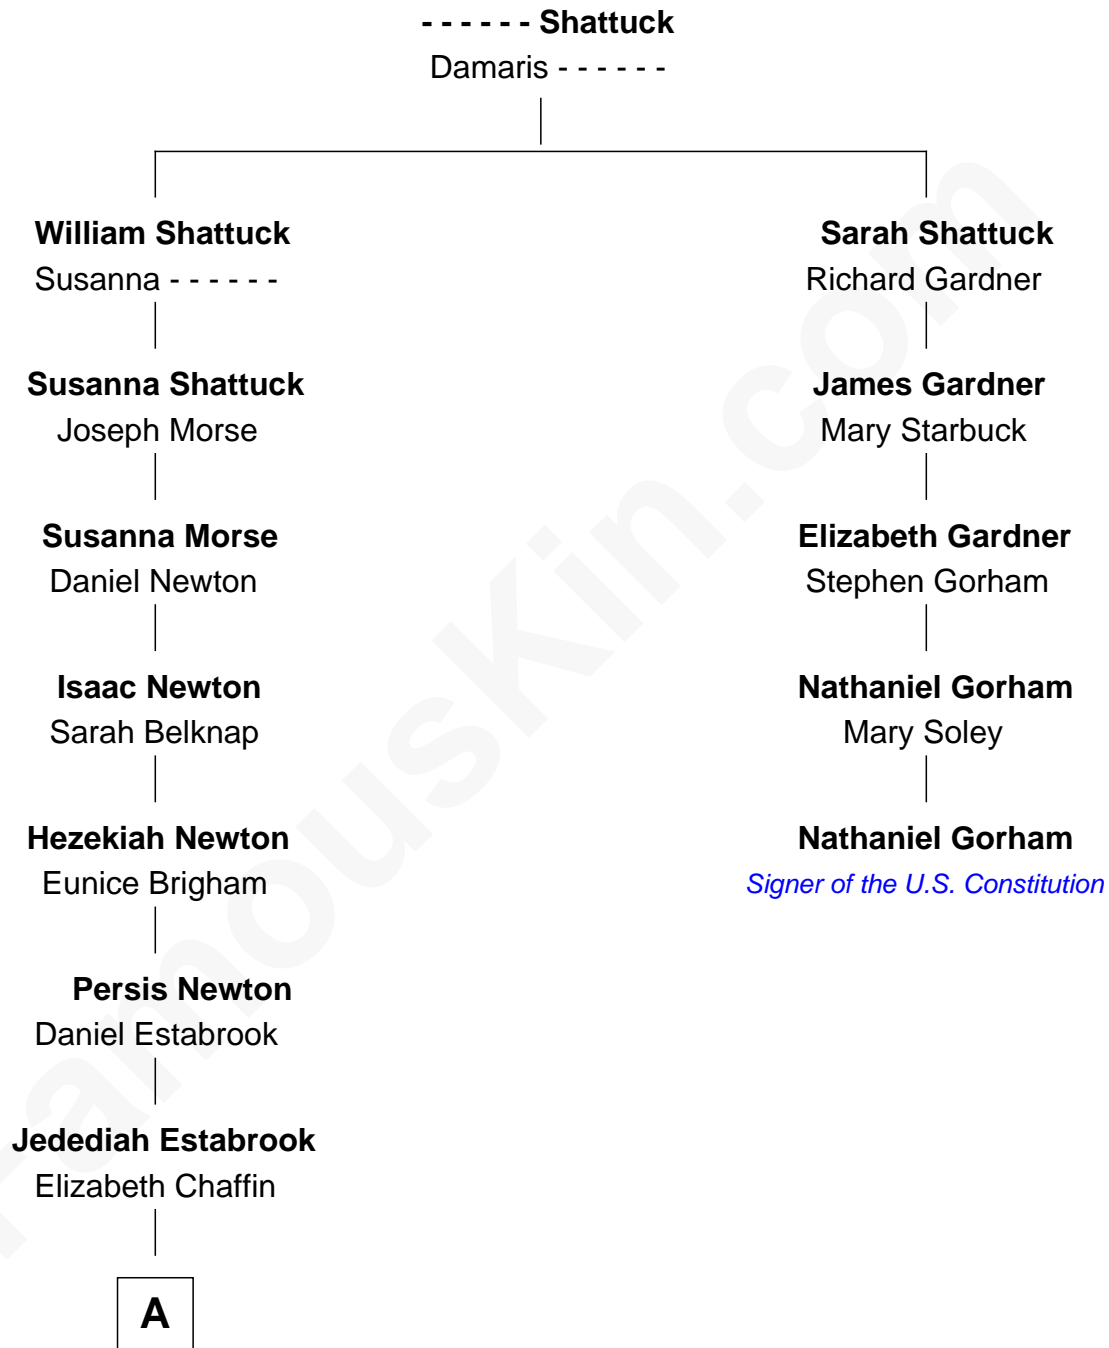 - - - - - - Shattuck
Damaris - - - - - -
William Shattuck
Susanna - - - - - -
Sarah Shattuck
Richard Gardner
Susanna Shattuck
Joseph Morse
James Gardner
Mary Starbuck
Susanna Morse
Daniel Newton
Elizabeth Gardner
Stephen Gorham
Isaac Newton
Sarah Belknap
Nathaniel Gorham
Mary Soley
Hezekiah Newton
Eunice Brigham
Nathaniel Gorham
Signer of the U.S. Constitution
Persis Newton
Daniel Estabrook
Jedediah Estabrook
Elizabeth Chaffin
A
FamousKin.com